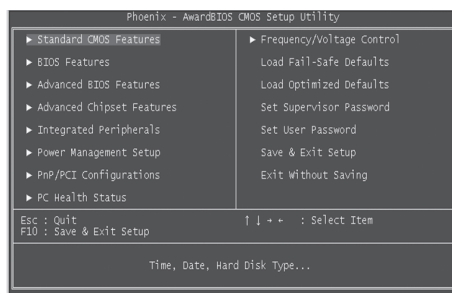 Phoenix - AwardBIOS CMOS Setup Utility
▶ Standard CMOS Features
▶ BIOS Features
▶ Advanced BIOS Features
▶ Advanced Chipset Features
▶ Integrated Peripherals
▶ Power Management Setup
▶ PnP/PCI Configurations
▶ PC Health Status
▶ Frequency/Voltage Control
Load Fail-Safe Defaults
Load Optimized Defaults
Set Supervisor Password
Set User Password
Save & Exit Setup
Exit Without Saving
Esc : Quit
F10 : Save & Exit Setup
↑ ↓ → ← : Select Item
Time, Date, Hard Disk Type...